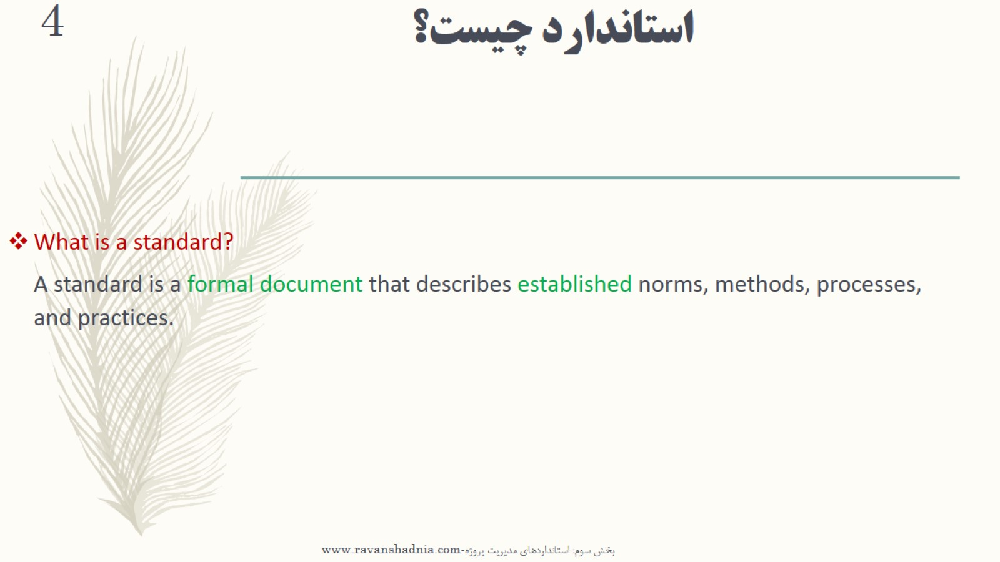 4
استاندارد چیست؟
What is a standard?
A standard is a formal document that describes established norms, methods, processes,
and practices.
بخش سوم: استانداردهای مدیریت پروژه-www.ravanshadnia.com